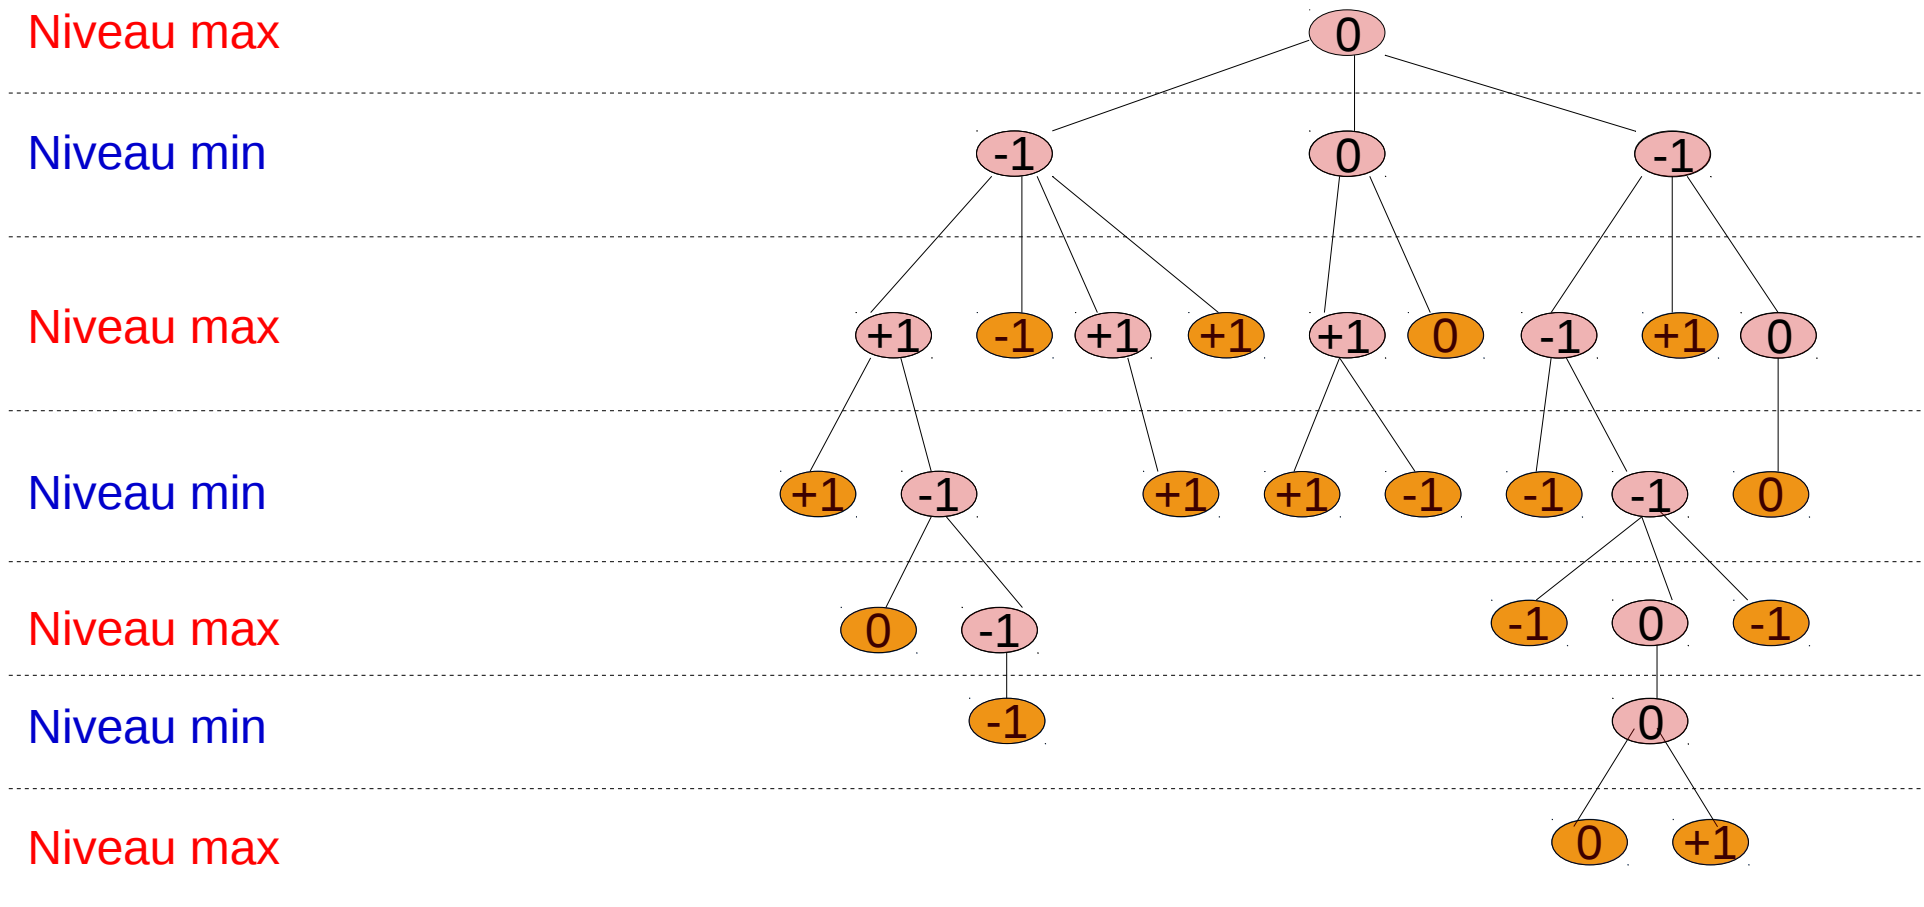 Niveau max 0
Niveau min -1 0 -1
Niveau max +1 -1 +1 +1 +1 0 -1 +1 0
Niveau min +1 -1 +1 +1 -1 -1 -1 0
Niveau max 0 -1 -1 0 -1
Niveau min -1 0
Niveau max 0 +1